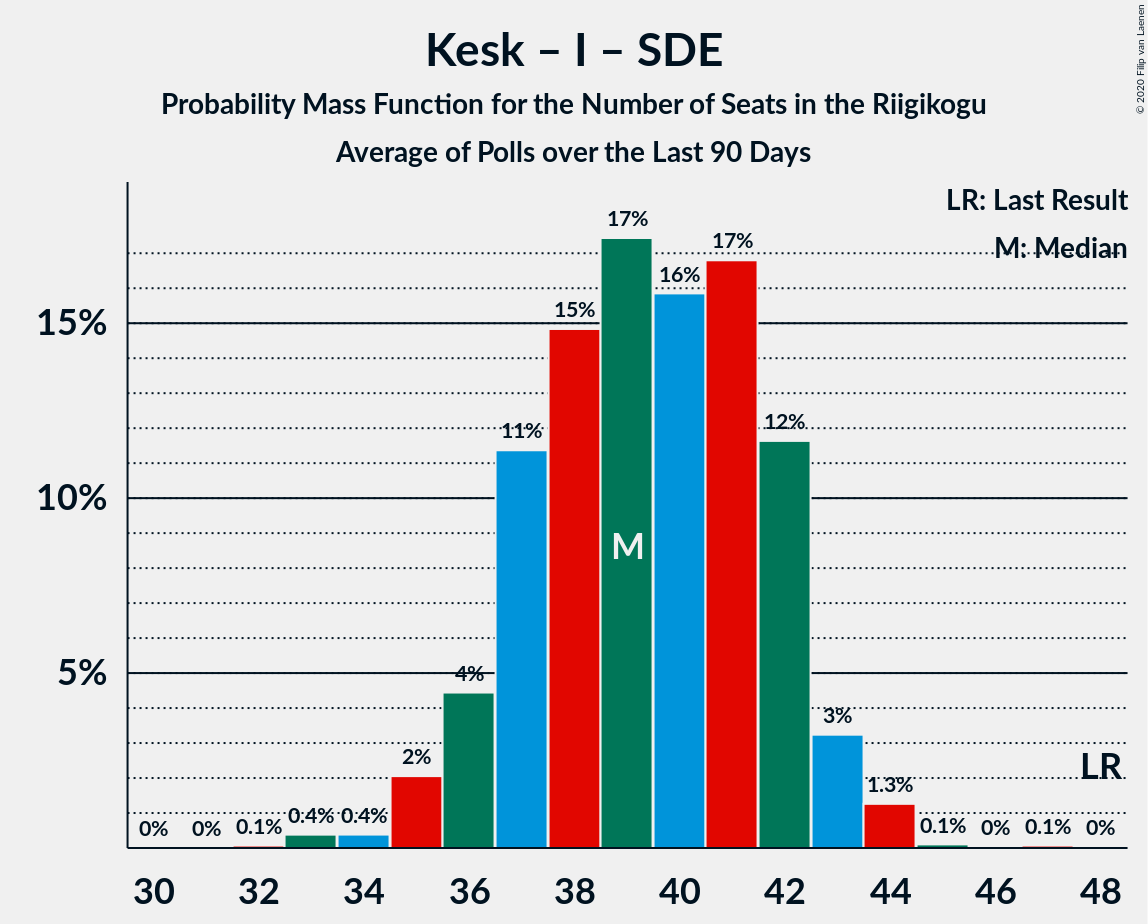 Kesk – I – SDE
Probability Mass Function for the Number of Seats in the Riigikogu
Average of Polls over the Last 90 Days
© 2020 Filip van Laenen
LR: Last Result
M: Median
15%
10%
5%
0%
0%
0.1%
0.4%
0.4%
2%
4%
11%
15%
17%
16%
17%
12%
3%
1.3%
0.1%
0%
0.1%
0%
M
LR
30 32 34 36 38 40 42 44 46 48